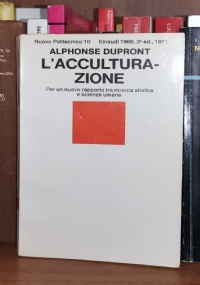 Nuovo Politecnico 10 Einaudi 1966, 3ª ed., 1971
ALPHONSE DUPRONT
L'ACCULTURA-
ZIONE
Per un nuovo rapporto tra ricerca storica
e scienze umane